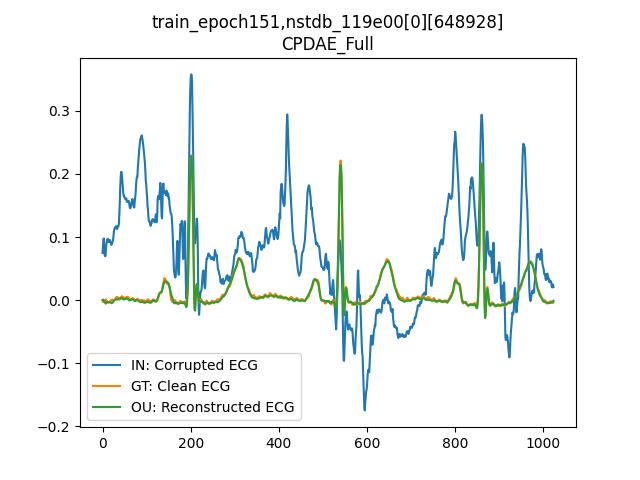 train_epoch151,nstdb_119e00[0][648928]
CPDAE_Full
0.3
0.2
0.1
0.0
−0.1
−0.2
IN: Corrupted ECG
GT: Clean ECG
OU: Reconstructed ECG
0 200 400 600 800 1000